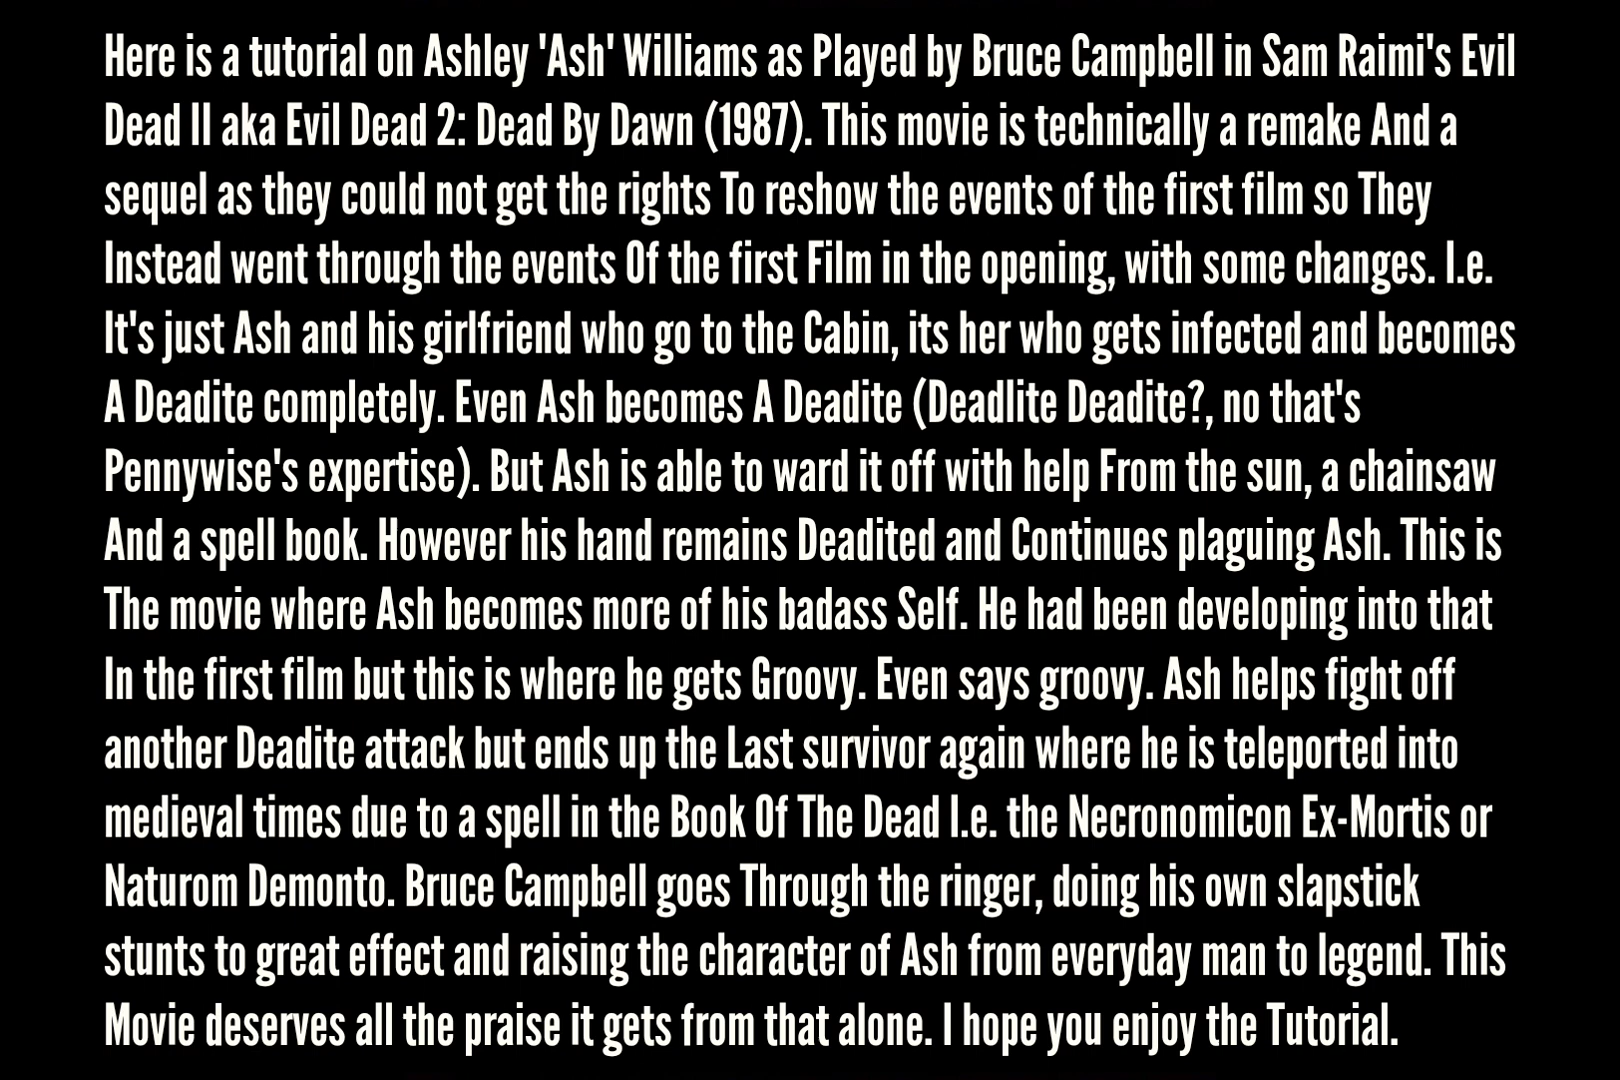 Here is a tutorial on Ashley 'Ash' Williams as Played by Bruce Campbell in Sam Raimi's Evil
Dead II aka Evil Dead 2: Dead By Dawn (1987). This movie is technically a remake And a
sequel as they could not get the rights To reshow the events of the first film so They
Instead went through the events Of the first Film in the opening, with some changes. I.e.
It's just Ash and his girlfriend who go to the Cabin, its her who gets infected and becomes
A Deadite completely. Even Ash becomes A Deadite (Deadlite Deadite?, no that's
Pennywise's expertise). But Ash is able to ward it off with help From the sun, a chainsaw
And a spell book. However his hand remains Deadited and Continues plaguing Ash. This is
The movie where Ash becomes more of his badass Self. He had been developing into that
In the first film but this is where he gets Groovy. Even says groovy. Ash helps fight off
another Deadite attack but ends up the Last survivor again where he is teleported into
medieval times due to a spell in the Book Of The Dead I.e. the Necronomicon Ex-Mortis or
Naturom Demonto. Bruce Campbell goes Through the ringer, doing his own slapstick
stunts to great effect and raising the character of Ash from everyday man to legend. This
Movie deserves all the praise it gets from that alone. I hope you enjoy the Tutorial.